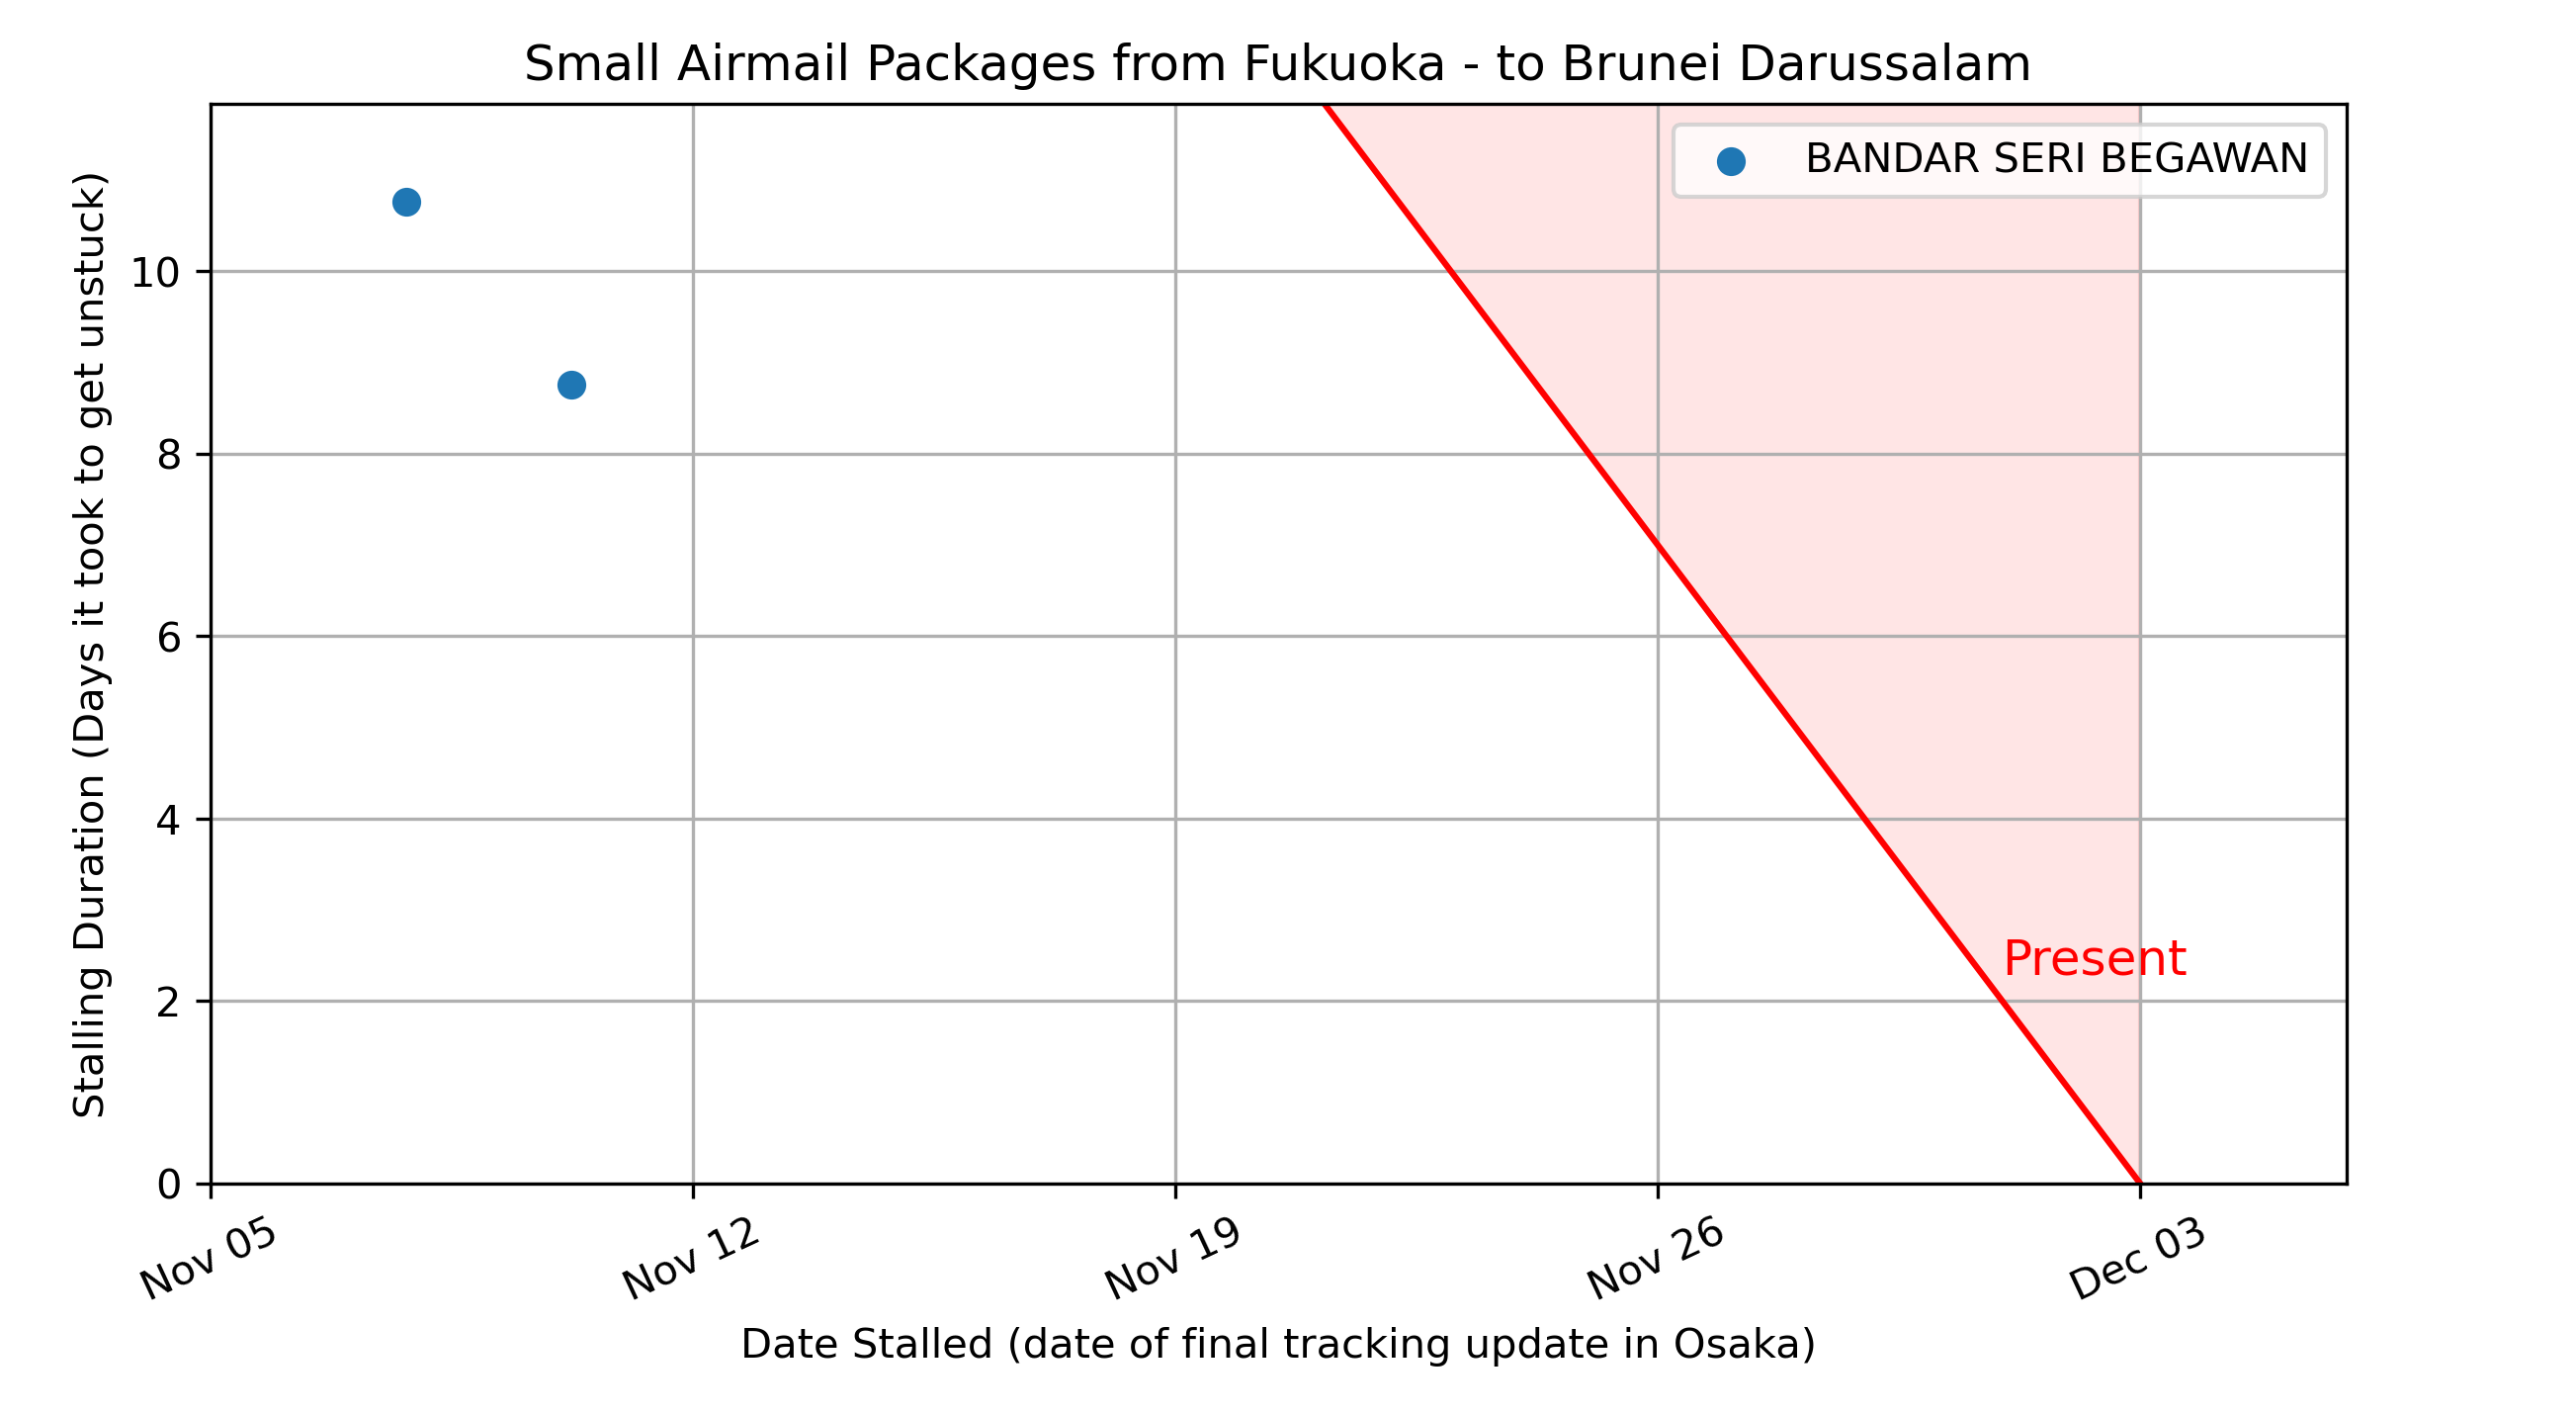 Small Airmail Packages from Fukuoka - to Brunei Darussalam
BANDAR SERI BEGAWAN
Stalling Duration (Days it took to get unstuck)
10
8
6
4
2
0
Present
Nov 05
Nov 12
Nov 19
Nov 26
Dec 03
Date Stalled (date of final tracking update in Osaka)